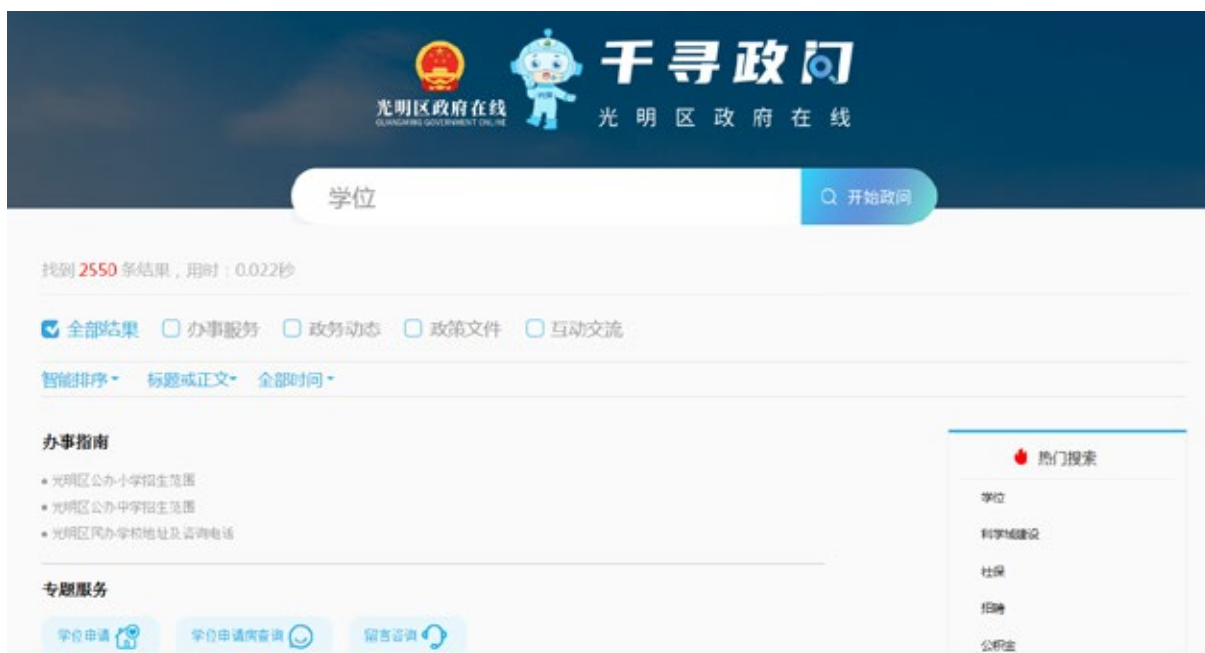 千寻政问
光明区政府在线
GUANGMING GOVERNMENT ONLINE
光明区政府在线
学位
开始政问
找到 2550 条结果，用时：0.022秒
全部结果 办事服务 政务动态 政策文件 互动交流
智能排序 标题或正文 全部时间
办事指南
• 光明区公办小学招生范围
• 光明区公办中学招生范围
• 光明区民办学校地址及咨询电话
专题服务
学位申请 学位申请房查询 留言咨询
热门搜索
学位
科学城建设
社保
招聘
公积金